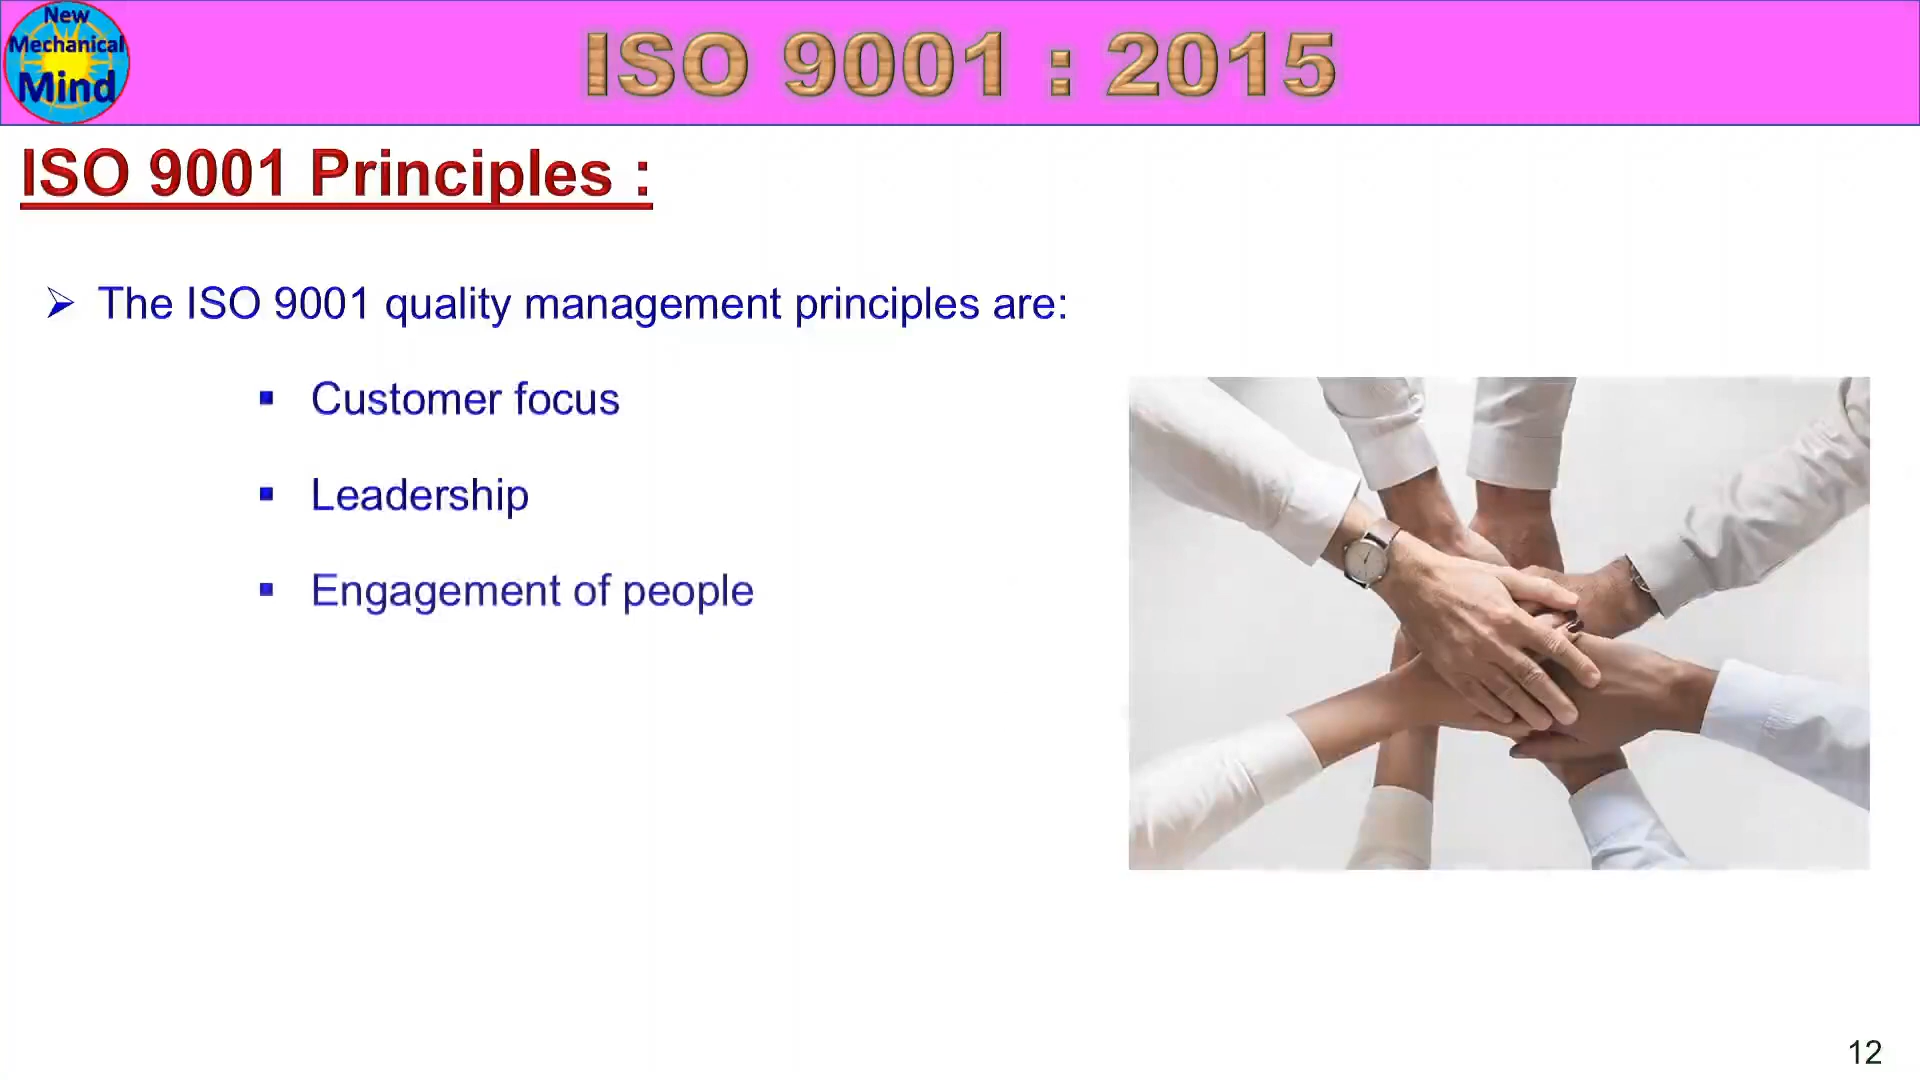 New
Mechanical
Mind
ISO 9001 : 2015
ISO 9001 Principles :
➢ The ISO 9001 quality management principles are:
▪ Customer focus
▪ Leadership
▪ Engagement of people
12